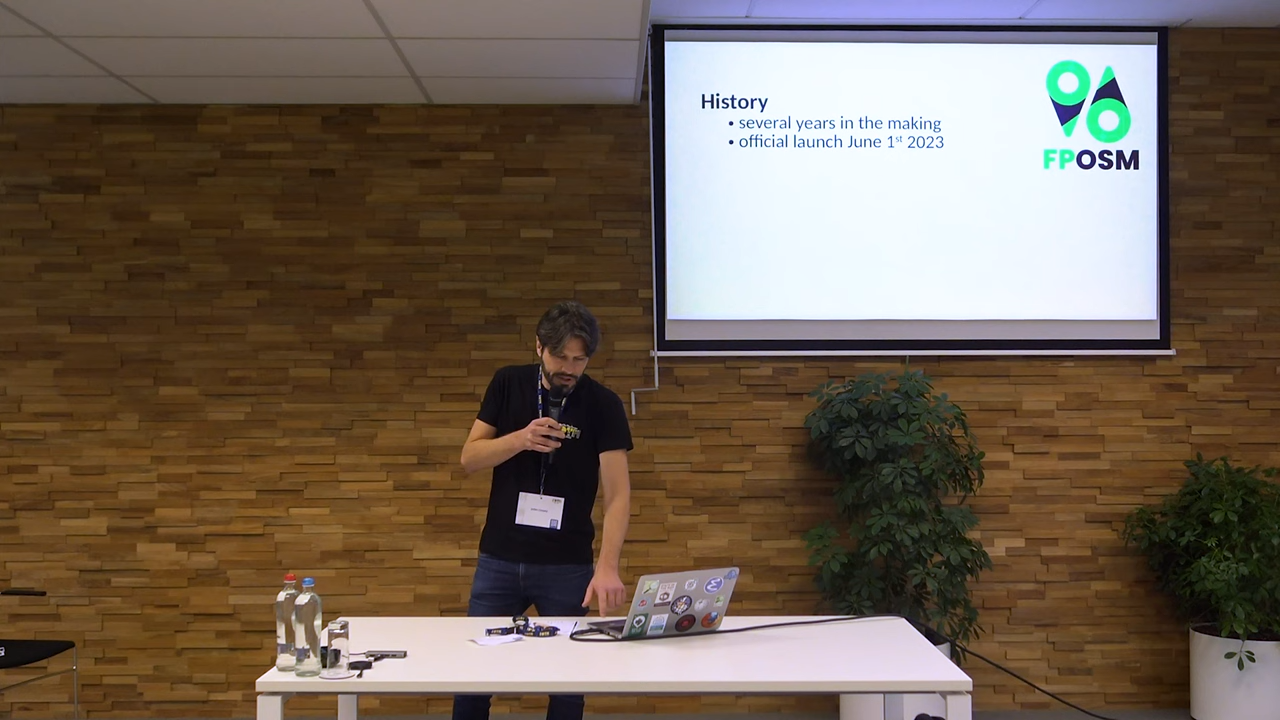 History
• several years in the making
• official launch June 1st 2023
FPOSM